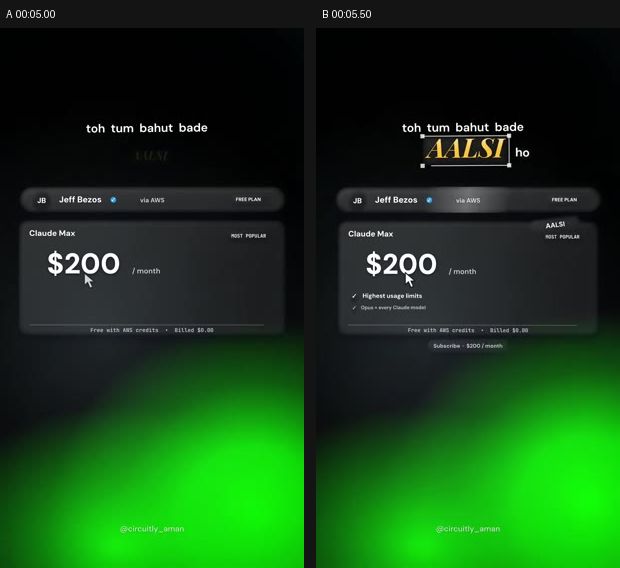 A 00:05.00
toh tum bahut bade
AALSI
JB Jeff Bezos via AWS FREE PLAN
Claude Max
MOST POPULAR
$200 / month
Free with AWS credits • Billed $0.00
@circuitly_aman
B 00:05.50
toh tum bahut bade
AALSI ho
JB Jeff Bezos via AWS FREE PLAN
AALSI
Claude Max
MOST POPULAR
$200 / month
✓ Highest usage limits
✓ Opus + every Claude model
Free with AWS credits • Billed $0.00
Subscribe - $200 / month
@circuitly_aman